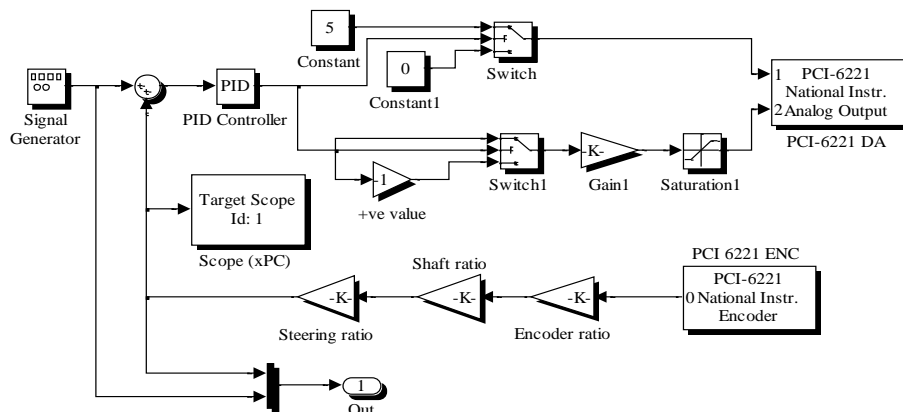 5
Constant
0
Constant1
Switch
1
2
PCI-6221
National Instr.
Analog Output
PCI-6221 DA
Signal
Generator
PID
PID Controller
-1
+ve value
Switch1
-K-
Gain1
Saturation1
Target Scope
Id: 1
Scope (xPC)
Shaft ratio
PCI 6221 ENC
-K-
Steering ratio
-K-
-K-
Encoder ratio
0
PCI-6221
National Instr.
Encoder
1
Out